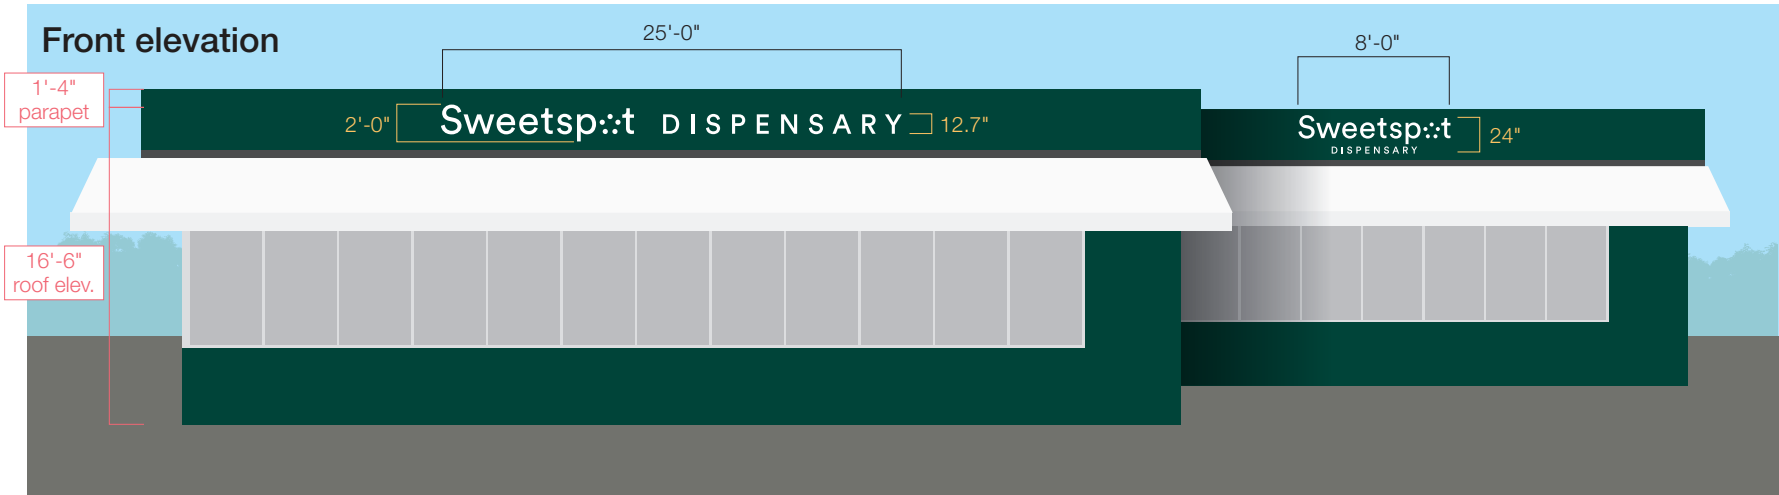 Front elevation
25'-0"
8'-0"
1'-4"
parapet
2'-0"
Sweetsp::t DISPENSARY
12.7"
Sweetsp::t
DISPENSARY
24"
16'-6"
roof elev.